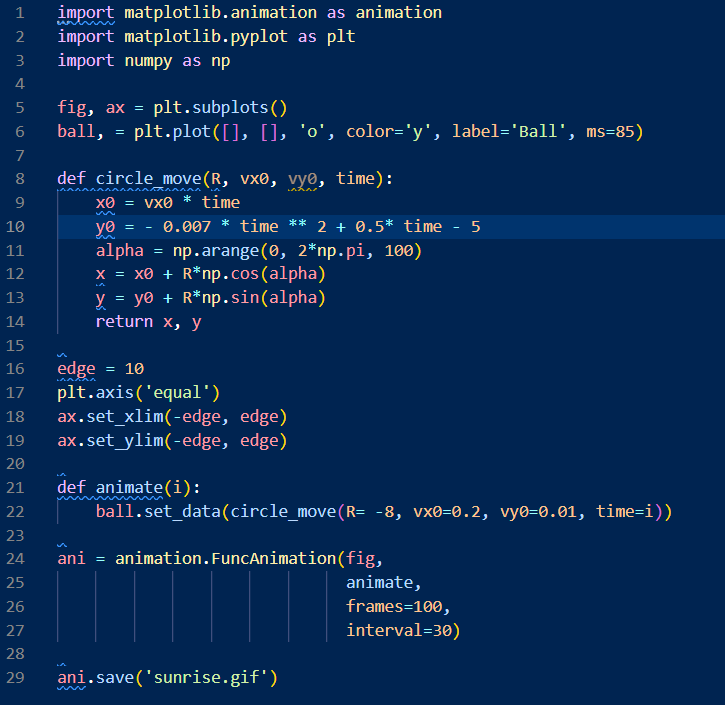 1 import matplotlib.animation as animation
2 import matplotlib.pyplot as plt
3 import numpy as np
4
5 fig, ax = plt.subplots()
6 ball, = plt.plot([], [], 'o', color='y', label='Ball', ms=85)
7
8 def circle_move(R, vx0, vy0, time):
9     x0 = vx0 * time
10     y0 = - 0.007 * time ** 2 + 0.5* time - 5
11     alpha = np.arange(0, 2*np.pi, 100)
12     x = x0 + R*np.cos(alpha)
13     y = y0 + R*np.sin(alpha)
14     return x, y
15
16 edge = 10
17 plt.axis('equal')
18 ax.set_xlim(-edge, edge)
19 ax.set_ylim(-edge, edge)
20
21 def animate(i):
22     ball.set_data(circle_move(R= -8, vx0=0.2, vy0=0.01, time=i))
23
24 ani = animation.FuncAnimation(fig,
25                               animate,
26                               frames=100,
27                               interval=30)
28
29 ani.save('sunrise.gif')